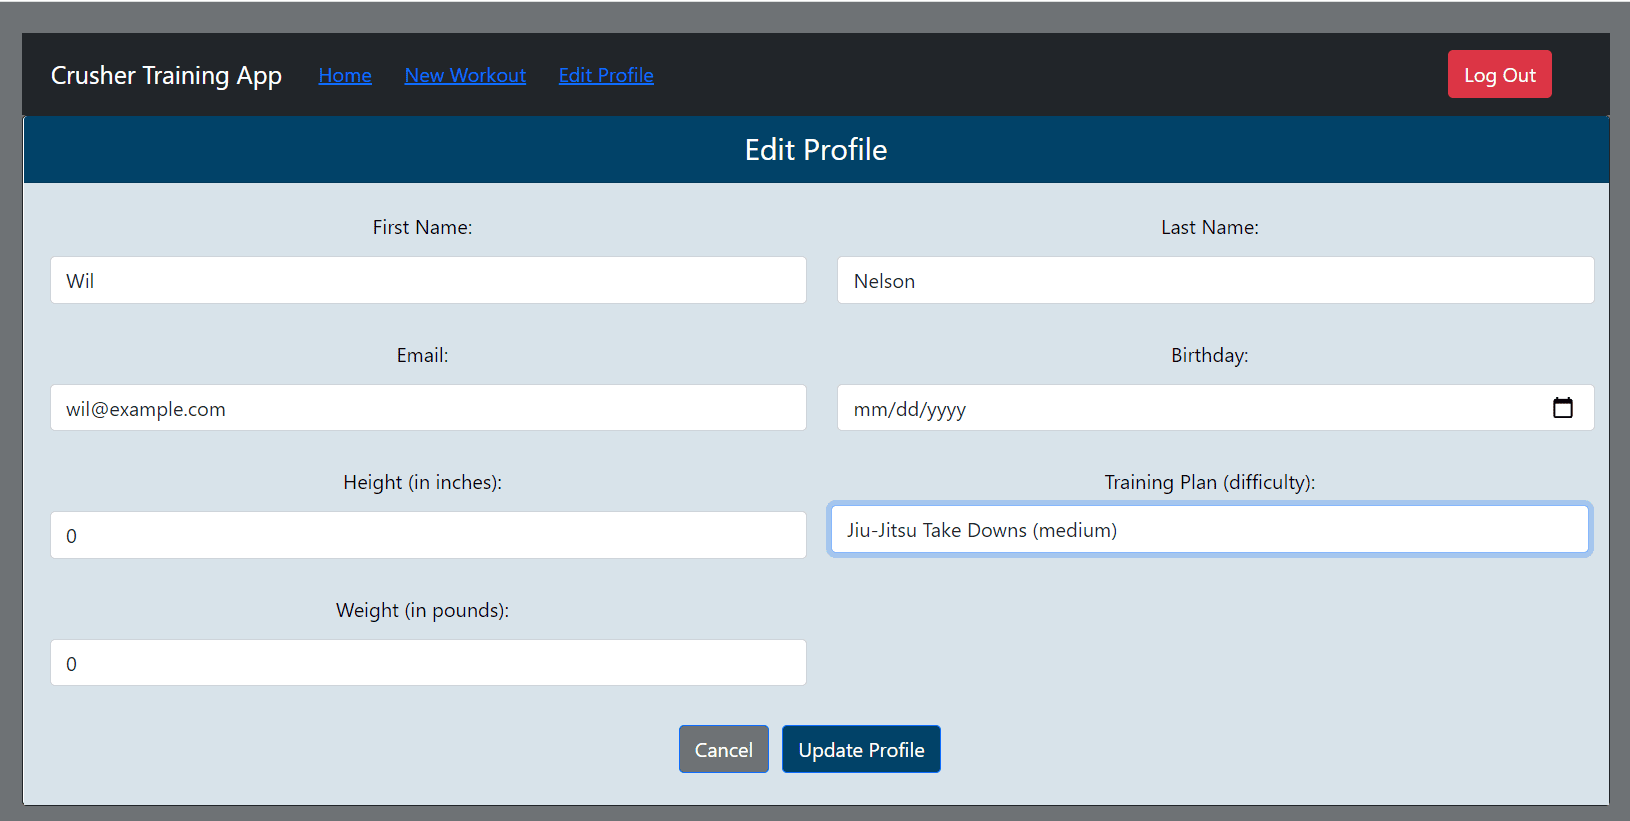 Crusher Training App Home New Workout Edit Profile Log Out
Edit Profile
First Name: Last Name:
Wil Nelson
Email: Birthday:
wil@example.com mm/dd/yyyy
Height (in inches): Training Plan (difficulty):
0 Jiu-Jitsu Take Downs (medium)
Weight (in pounds):
0
Cancel Update Profile